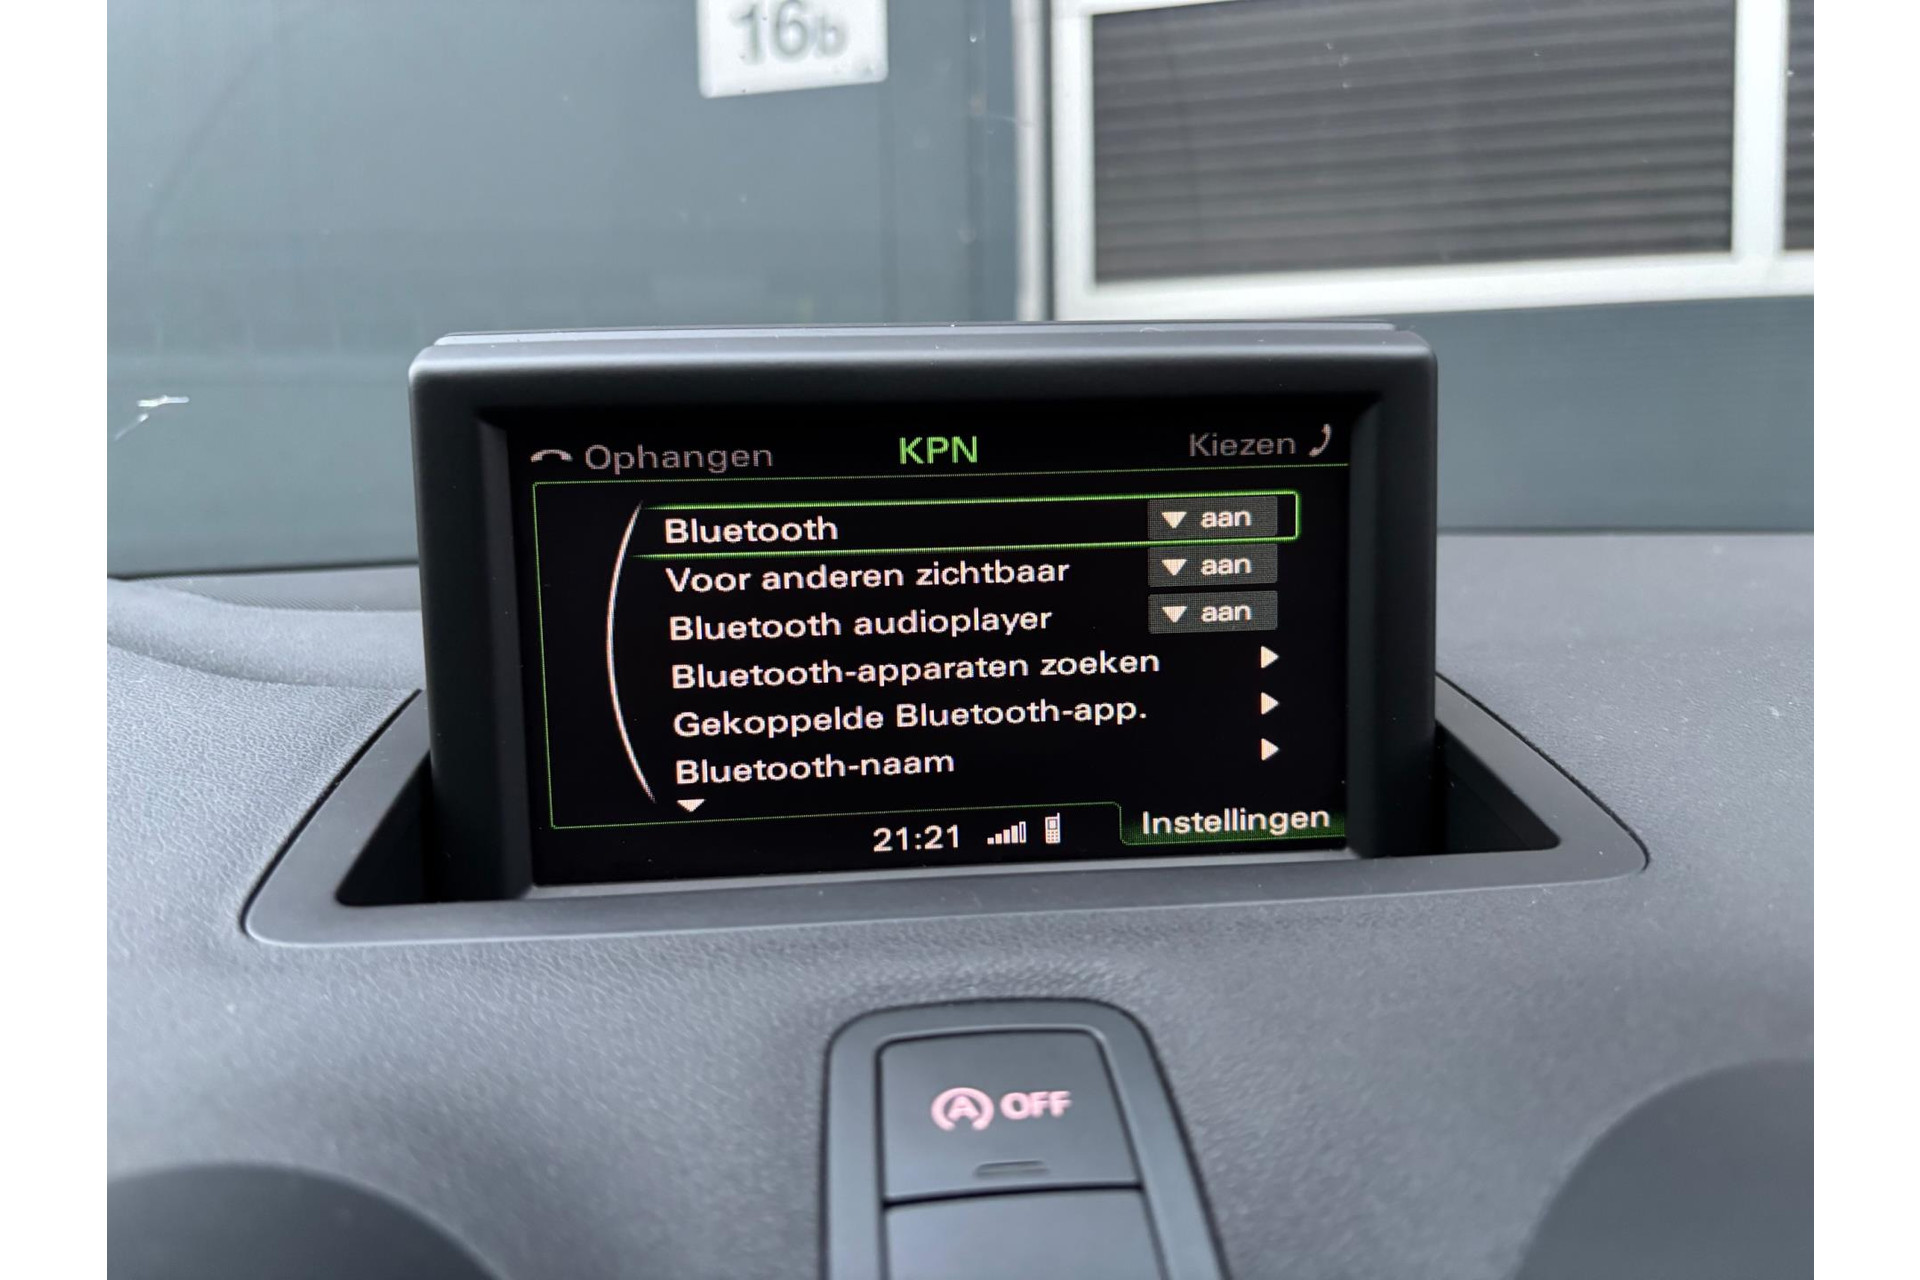 16b
Ophangen KPN Kiezen
Bluetooth aan
Voor anderen zichtbaar aan
Bluetooth audioplayer aan
Bluetooth-apparaten zoeken
Gekoppelde Bluetooth-app.
Bluetooth-naam
21:21 Instellingen
A OFF